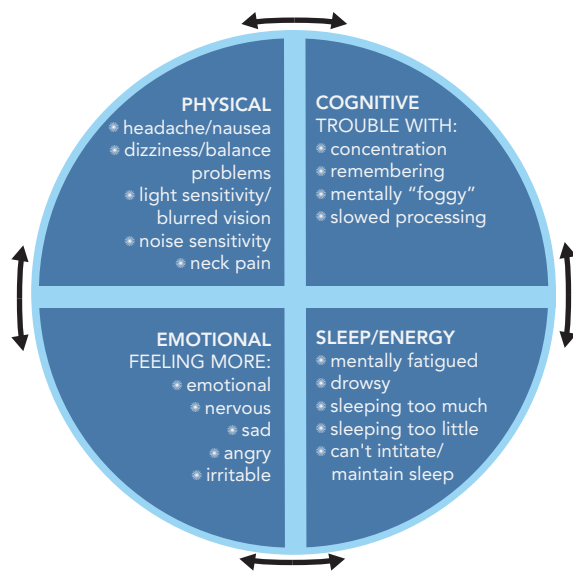 PHYSICAL
✺ headache/nausea
✺ dizziness/balance
problems
✺ light sensitivity/
blurred vision
✺ noise sensitivity
✺ neck pain
COGNITIVE
TROUBLE WITH:
✺ concentration
✺ remembering
✺ mentally “foggy”
✺ slowed processing
EMOTIONAL
FEELING MORE:
✺ emotional
✺ nervous
✺ sad
✺ angry
✺ irritable
SLEEP/ENERGY
✺ mentally fatigued
✺ drowsy
✺ sleeping too much
✺ sleeping too little
✺ can't intitate/
maintain sleep